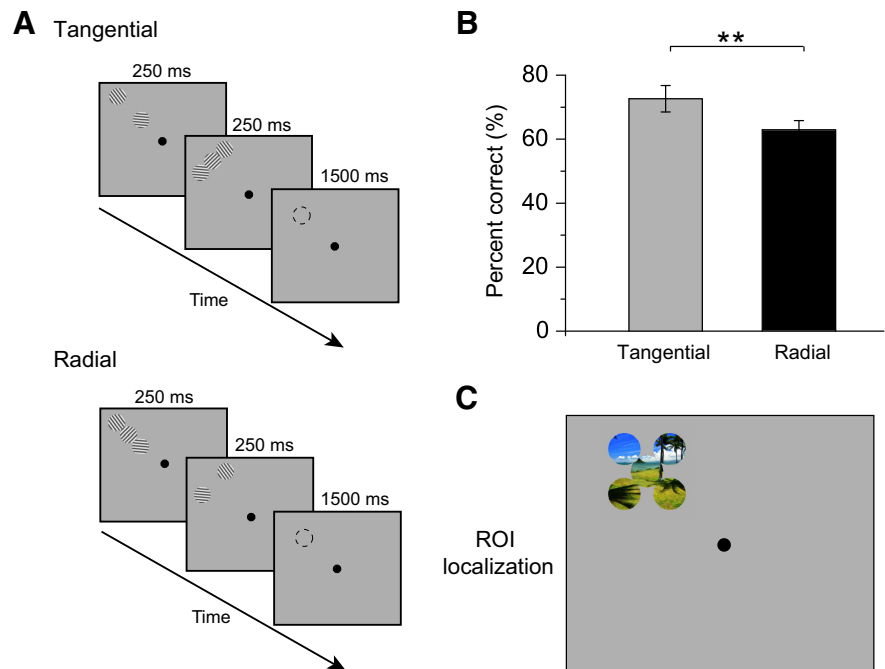 A
Tangential
250 ms
250 ms
1500 ms
Time
Radial
250 ms
250 ms
1500 ms
Time
B
**
Percent correct (%)
80
60
40
20
0
Tangential
Radial
C
ROI
localization